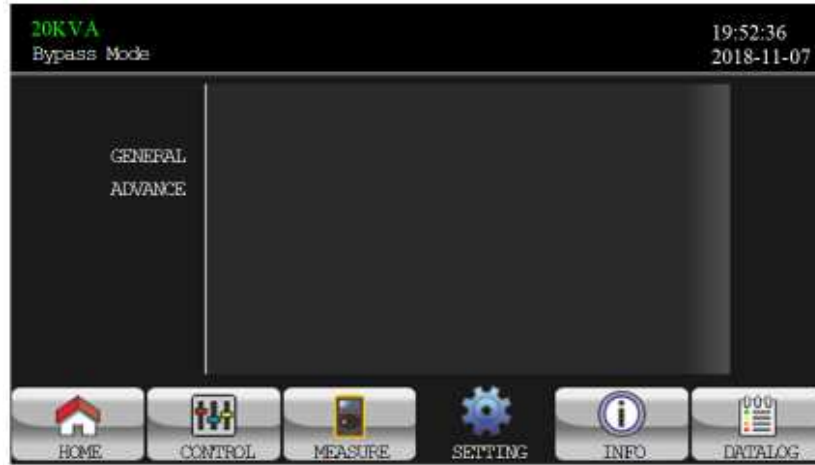 20KVA
Bypass Mode
19:52:36
2018-11-07
GENERAL
ADVANCE
HOME
CONTROL
MEASURE
SETTING
INFO
DATALOG